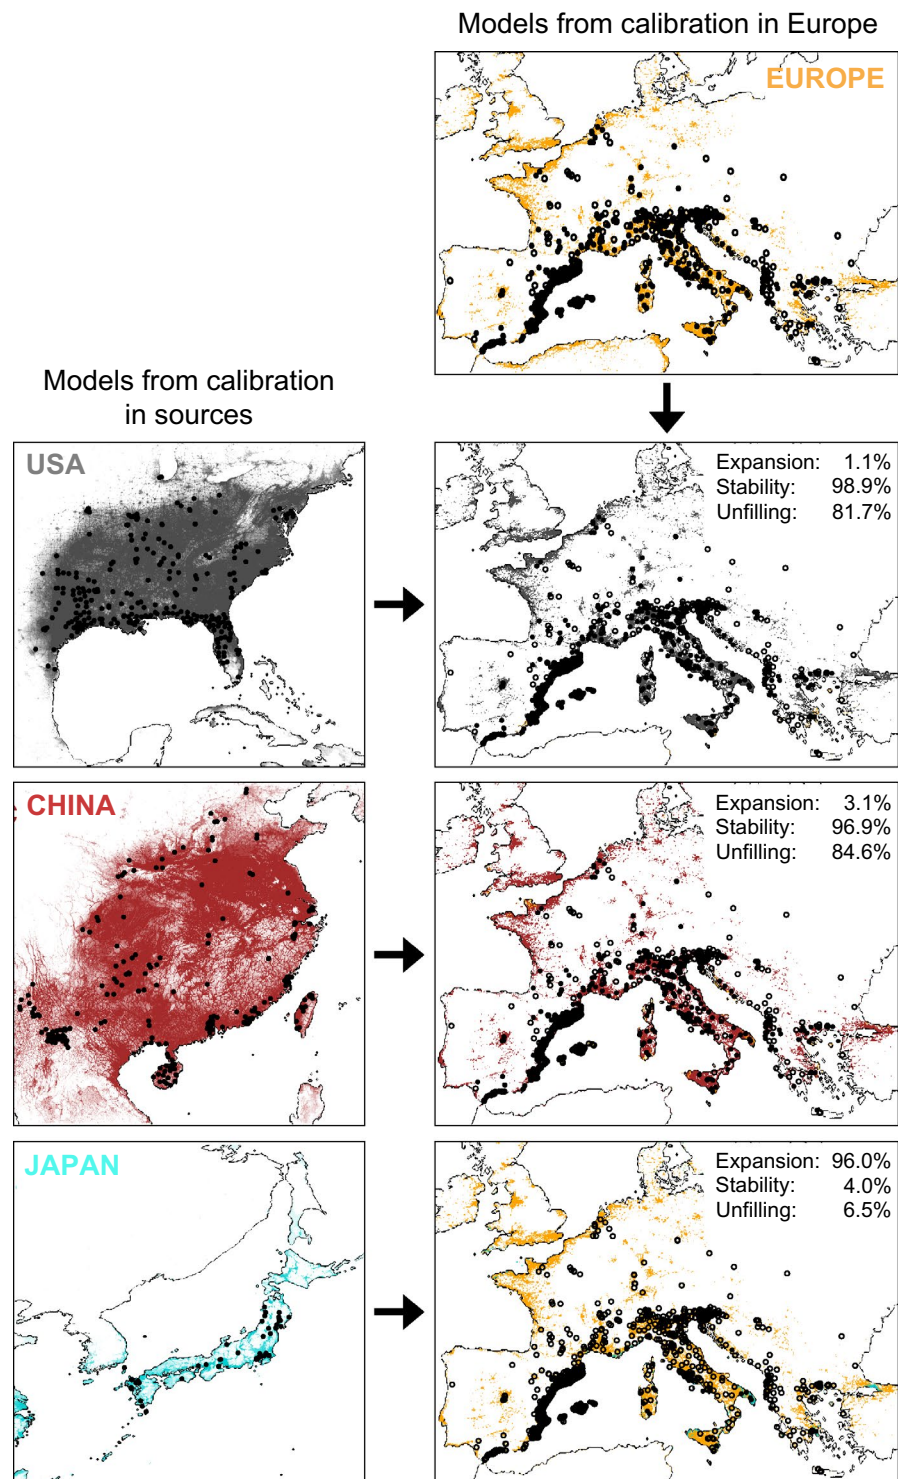 Models from calibration in Europe
EUROPE
Models from calibration
in sources
USA
Expansion: 1.1%
Stability: 98.9%
Unfilling: 81.7%
CHINA
Expansion: 3.1%
Stability: 96.9%
Unfilling: 84.6%
JAPAN
Expansion: 96.0%
Stability: 4.0%
Unfilling: 6.5%